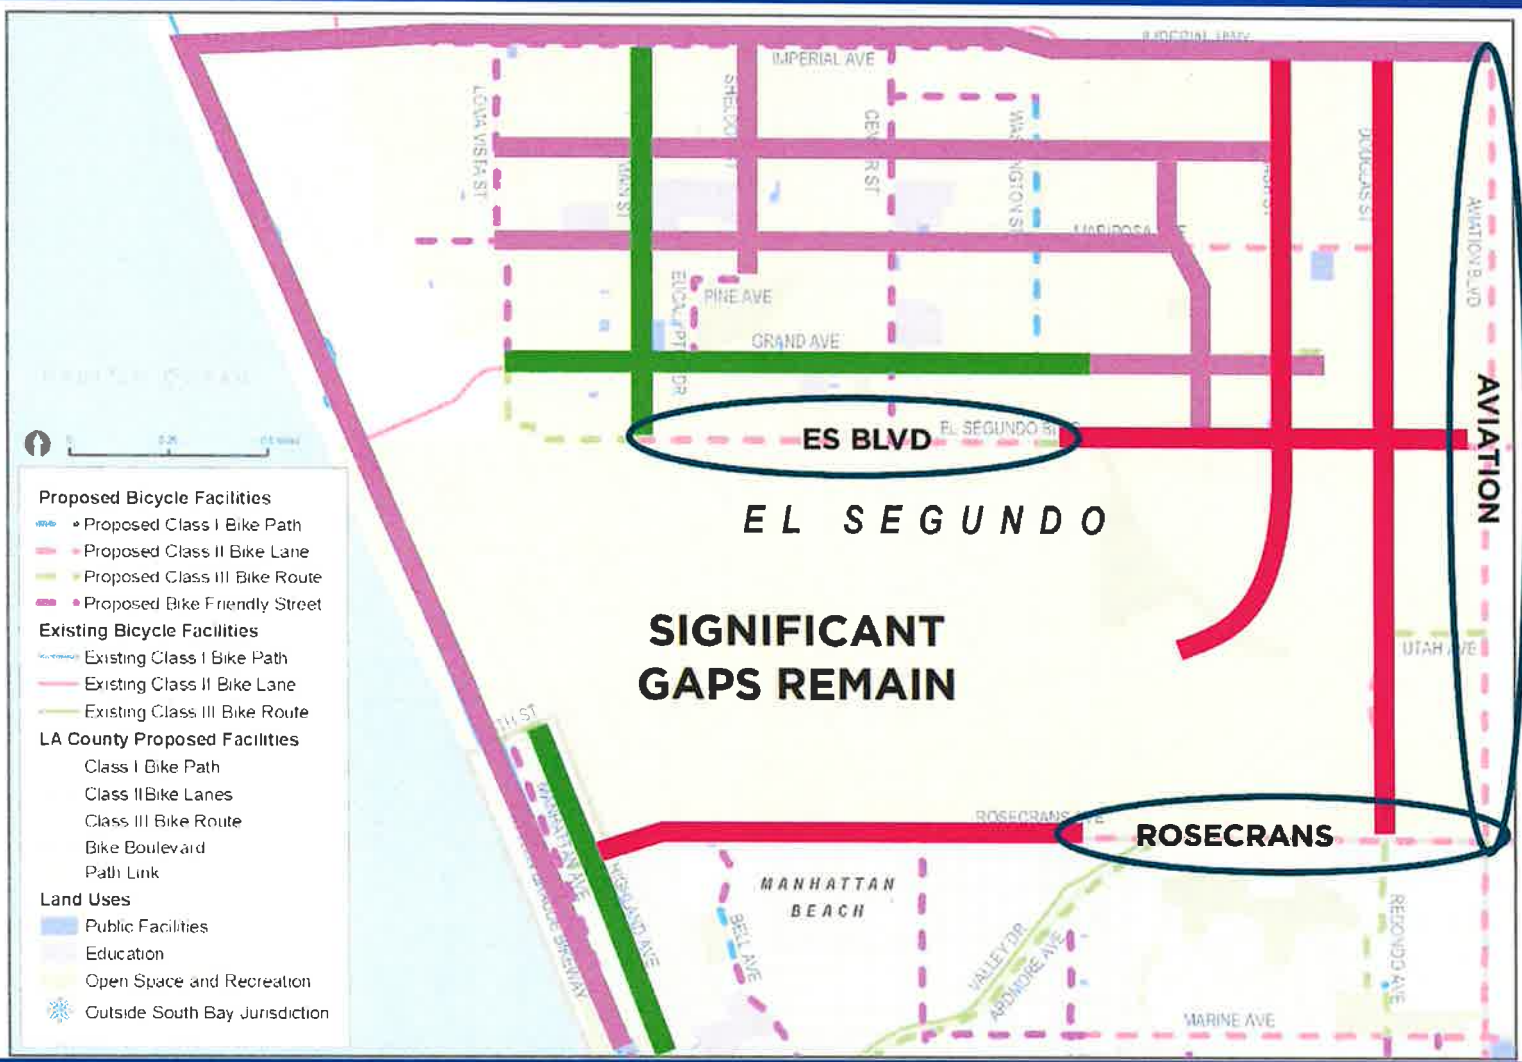 IMPERIAL HWY
IMPERIAL AVE
LOMA VISTA ST
MAIN ST
CENTER ST
WASHINGTON ST
DOUGLAS ST
AVIATION BLVD
MARIPOSA AVE
PINE AVE
GRAND AVE
ES BLVD
EL SEGUNDO
AVIATION
EL SEGUNDO
SIGNIFICANT
GAPS REMAIN
UTAH AVE
ROSECRANS AVE
ROSECRANS
MANHATTAN
BEACH
MANHATTAN AVE
HIGHLAND AVE
BIKEWAY
BELL AVE
VALLEY DR
ARDMORE AVE
REDONDO AVE
MARINE AVE
0
Proposed Bicycle Facilities
Proposed Class I Bike Path
Proposed Class II Bike Lane
Proposed Class III Bike Route
Proposed Bike Friendly Street
Existing Bicycle Facilities
Existing Class I Bike Path
Existing Class II Bike Lane
Existing Class III Bike Route
LA County Proposed Facilities
Class I Bike Path
Class II Bike Lanes
Class III Bike Route
Bike Boulevard
Path Link
Land Uses
Public Facilities
Education
Open Space and Recreation
Outside South Bay Jurisdiction